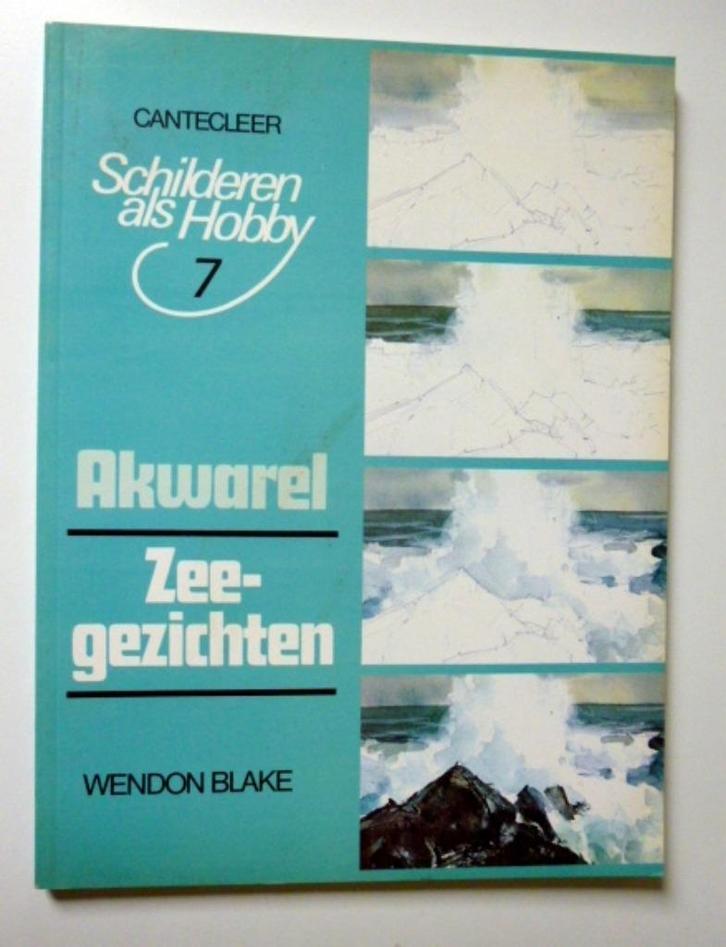 CANTECLEER
Schilderen
als Hobby
7
Akwarel
Zee-
gezichten
WENDON BLAKE